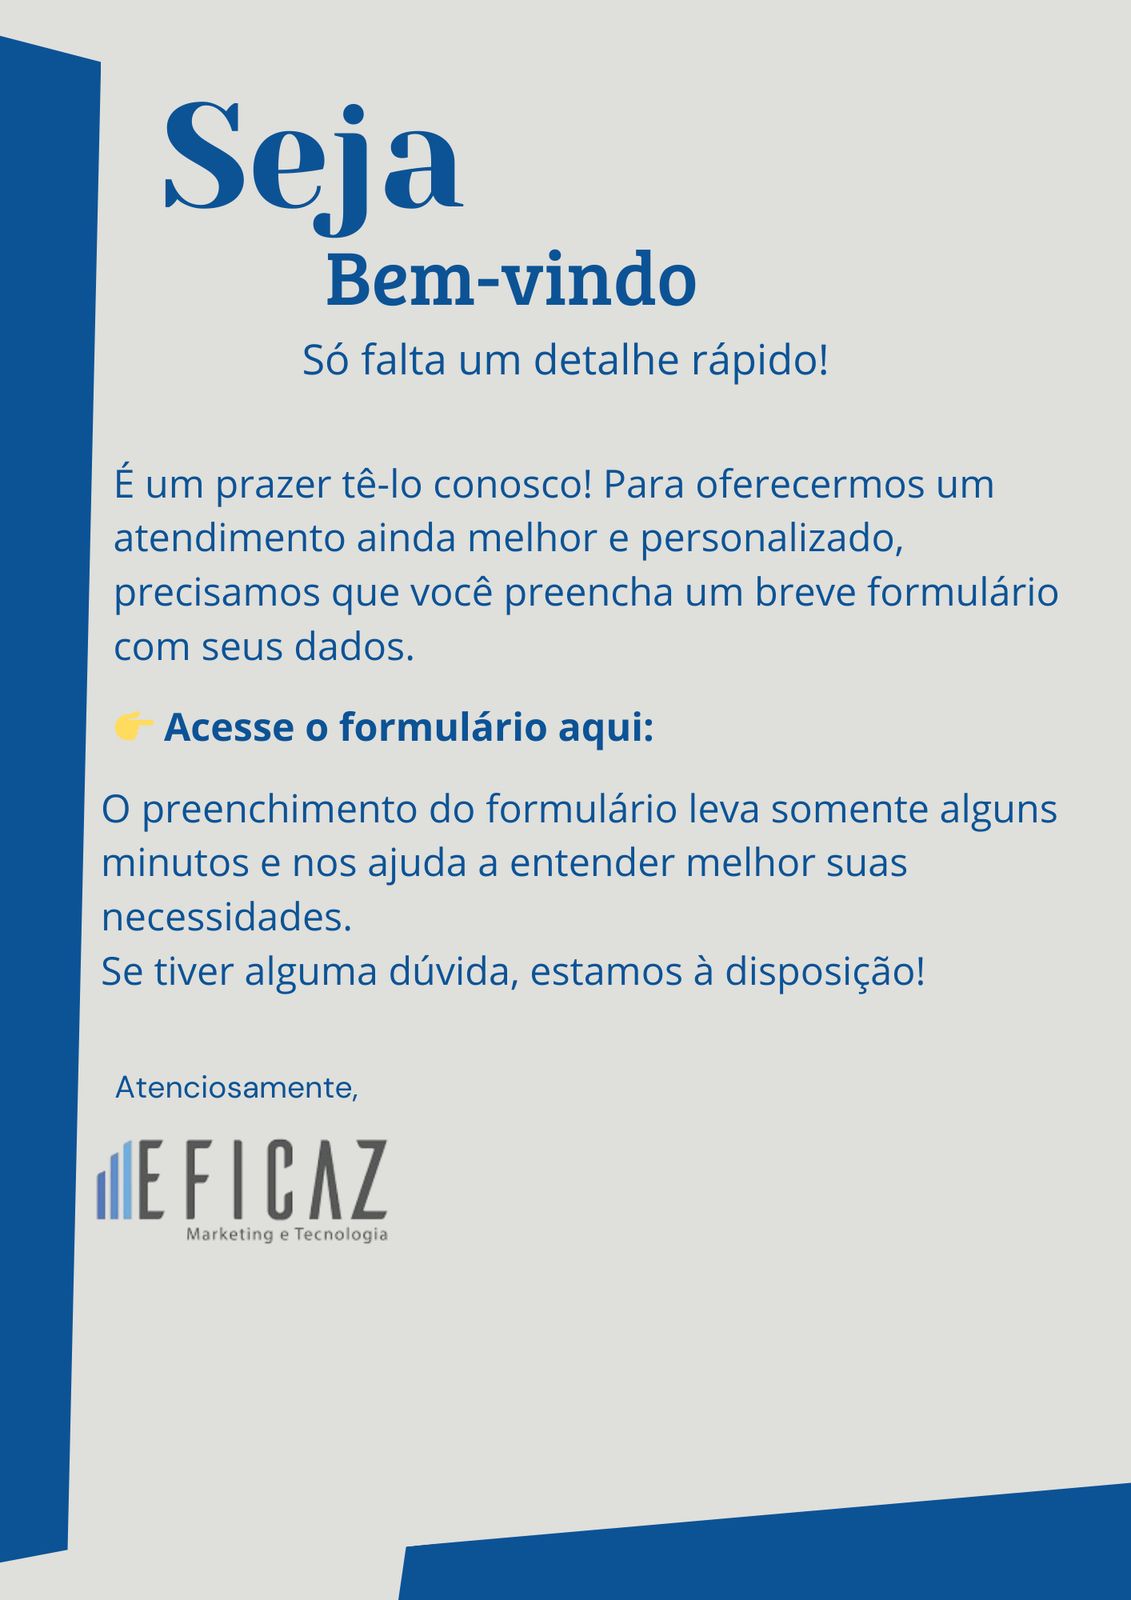 Seja
Bem-vindo
Só falta um detalhe rápido!
É um prazer tê-lo conosco! Para oferecermos um
atendimento ainda melhor e personalizado,
precisamos que você preencha um breve formulário
com seus dados.
👉 Acesse o formulário aqui:
O preenchimento do formulário leva somente alguns
minutos e nos ajuda a entender melhor suas
necessidades.
Se tiver alguma dúvida, estamos à disposição!
Atenciosamente,
EFICAZ
Marketing e Tecnologia